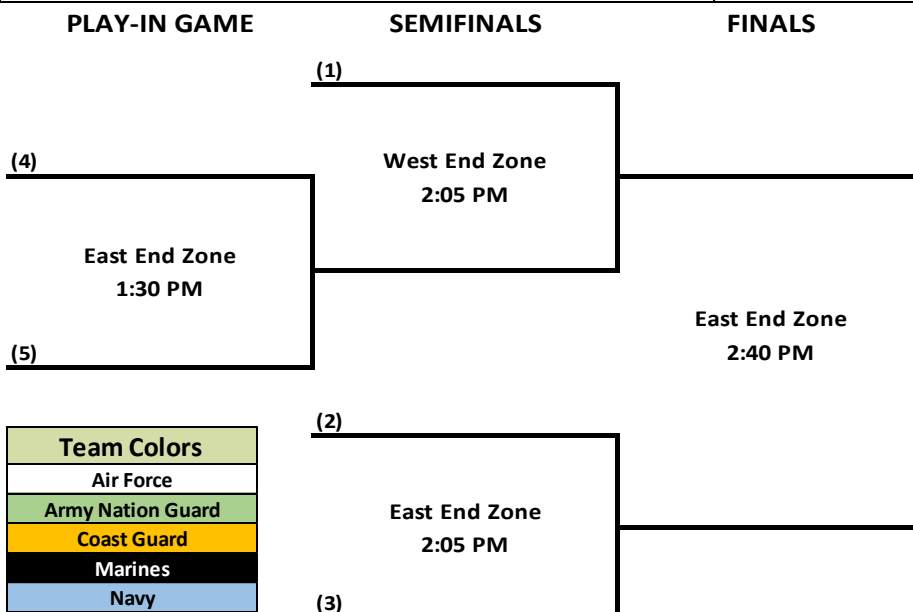 PLAY-IN GAME SEMIFINALS FINALS
(1)
(4)
West End Zone
2:05 PM
East End Zone
1:30 PM
East End Zone
2:40 PM
(5)
(2)
Team Colors
Air Force
Army Nation Guard
Coast Guard
Marines
Navy
East End Zone
2:05 PM
(3)